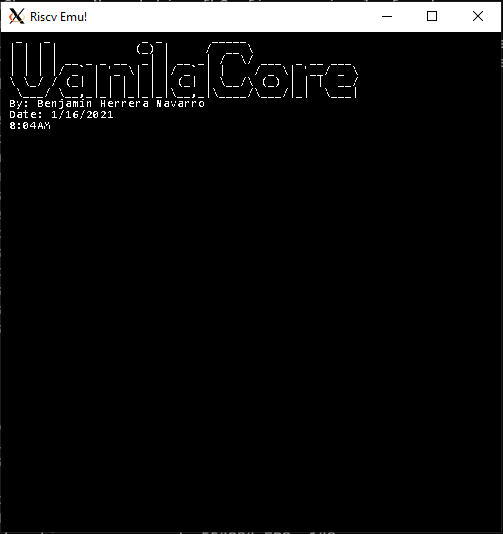 Riscv Emu!
VanilaCore
By: Benjamin Herrera Navarro
Date: 1/16/2021
8:04AM